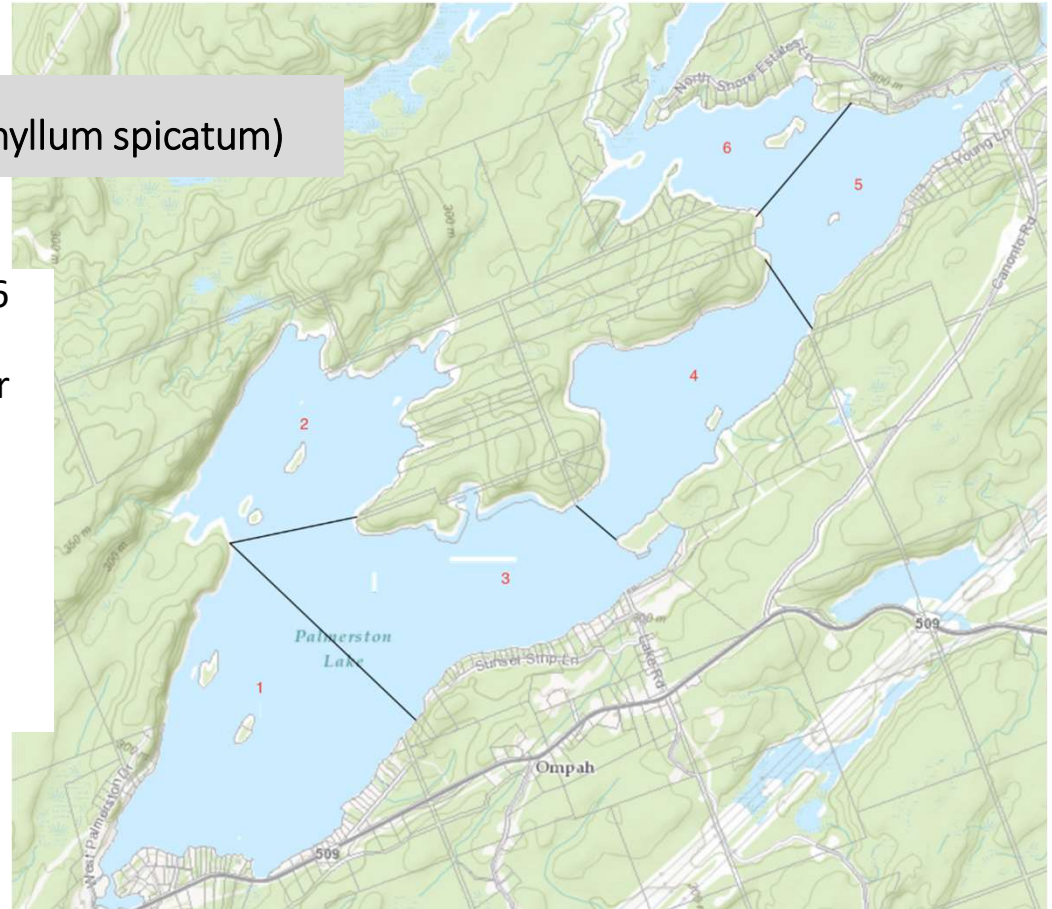 hyllum spicatum)
6
r
North Shore Estates Ln
300 m
Young Ln
Canonto Rd
6
5
300 m
300 m
4
2
350 m
300 m
3
Palmerston
Lake
300 m
509
Sunset Strip Ln
Lake Rd
1
300
Ompah
West Palmerston Dr
509